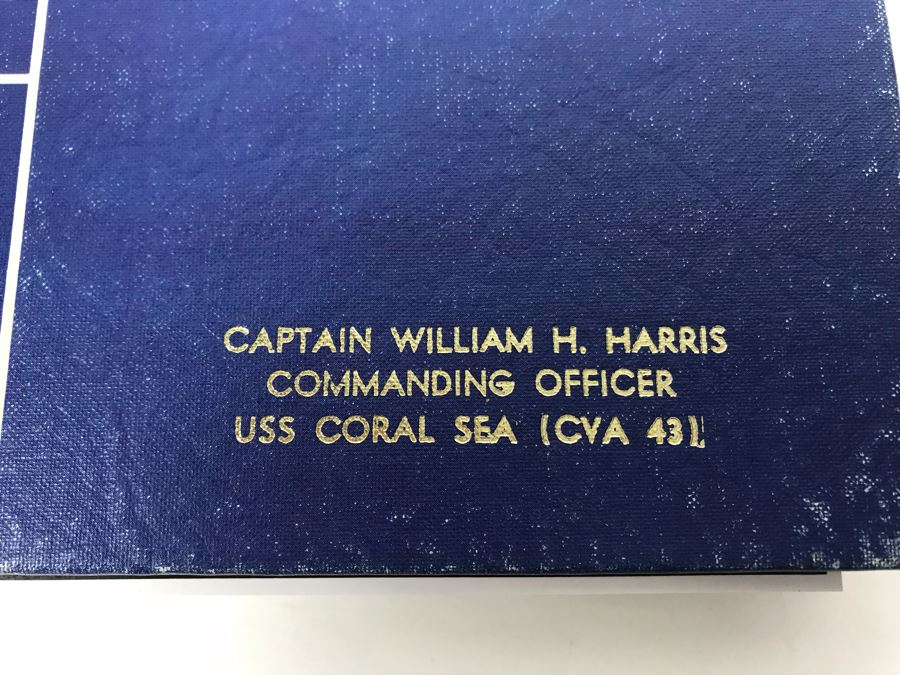 CAPTAIN WILLIAM H. HARRIS
COMMANDING OFFICER
USS CORAL SEA (CVA 43)